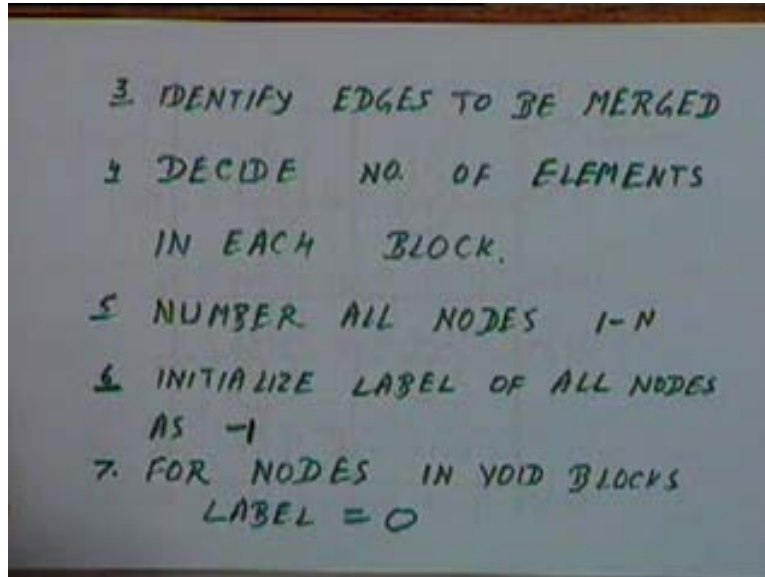 3 IDENTIFY EDGES TO BE MERGED
4 DECIDE NO. OF ELEMENTS
IN EACH BLOCK.
5 NUMBER ALL NODES 1-N
6 INITIALIZE LABEL OF ALL NODES
AS -1
7. FOR NODES IN VOID BLOCKS
LABEL = 0